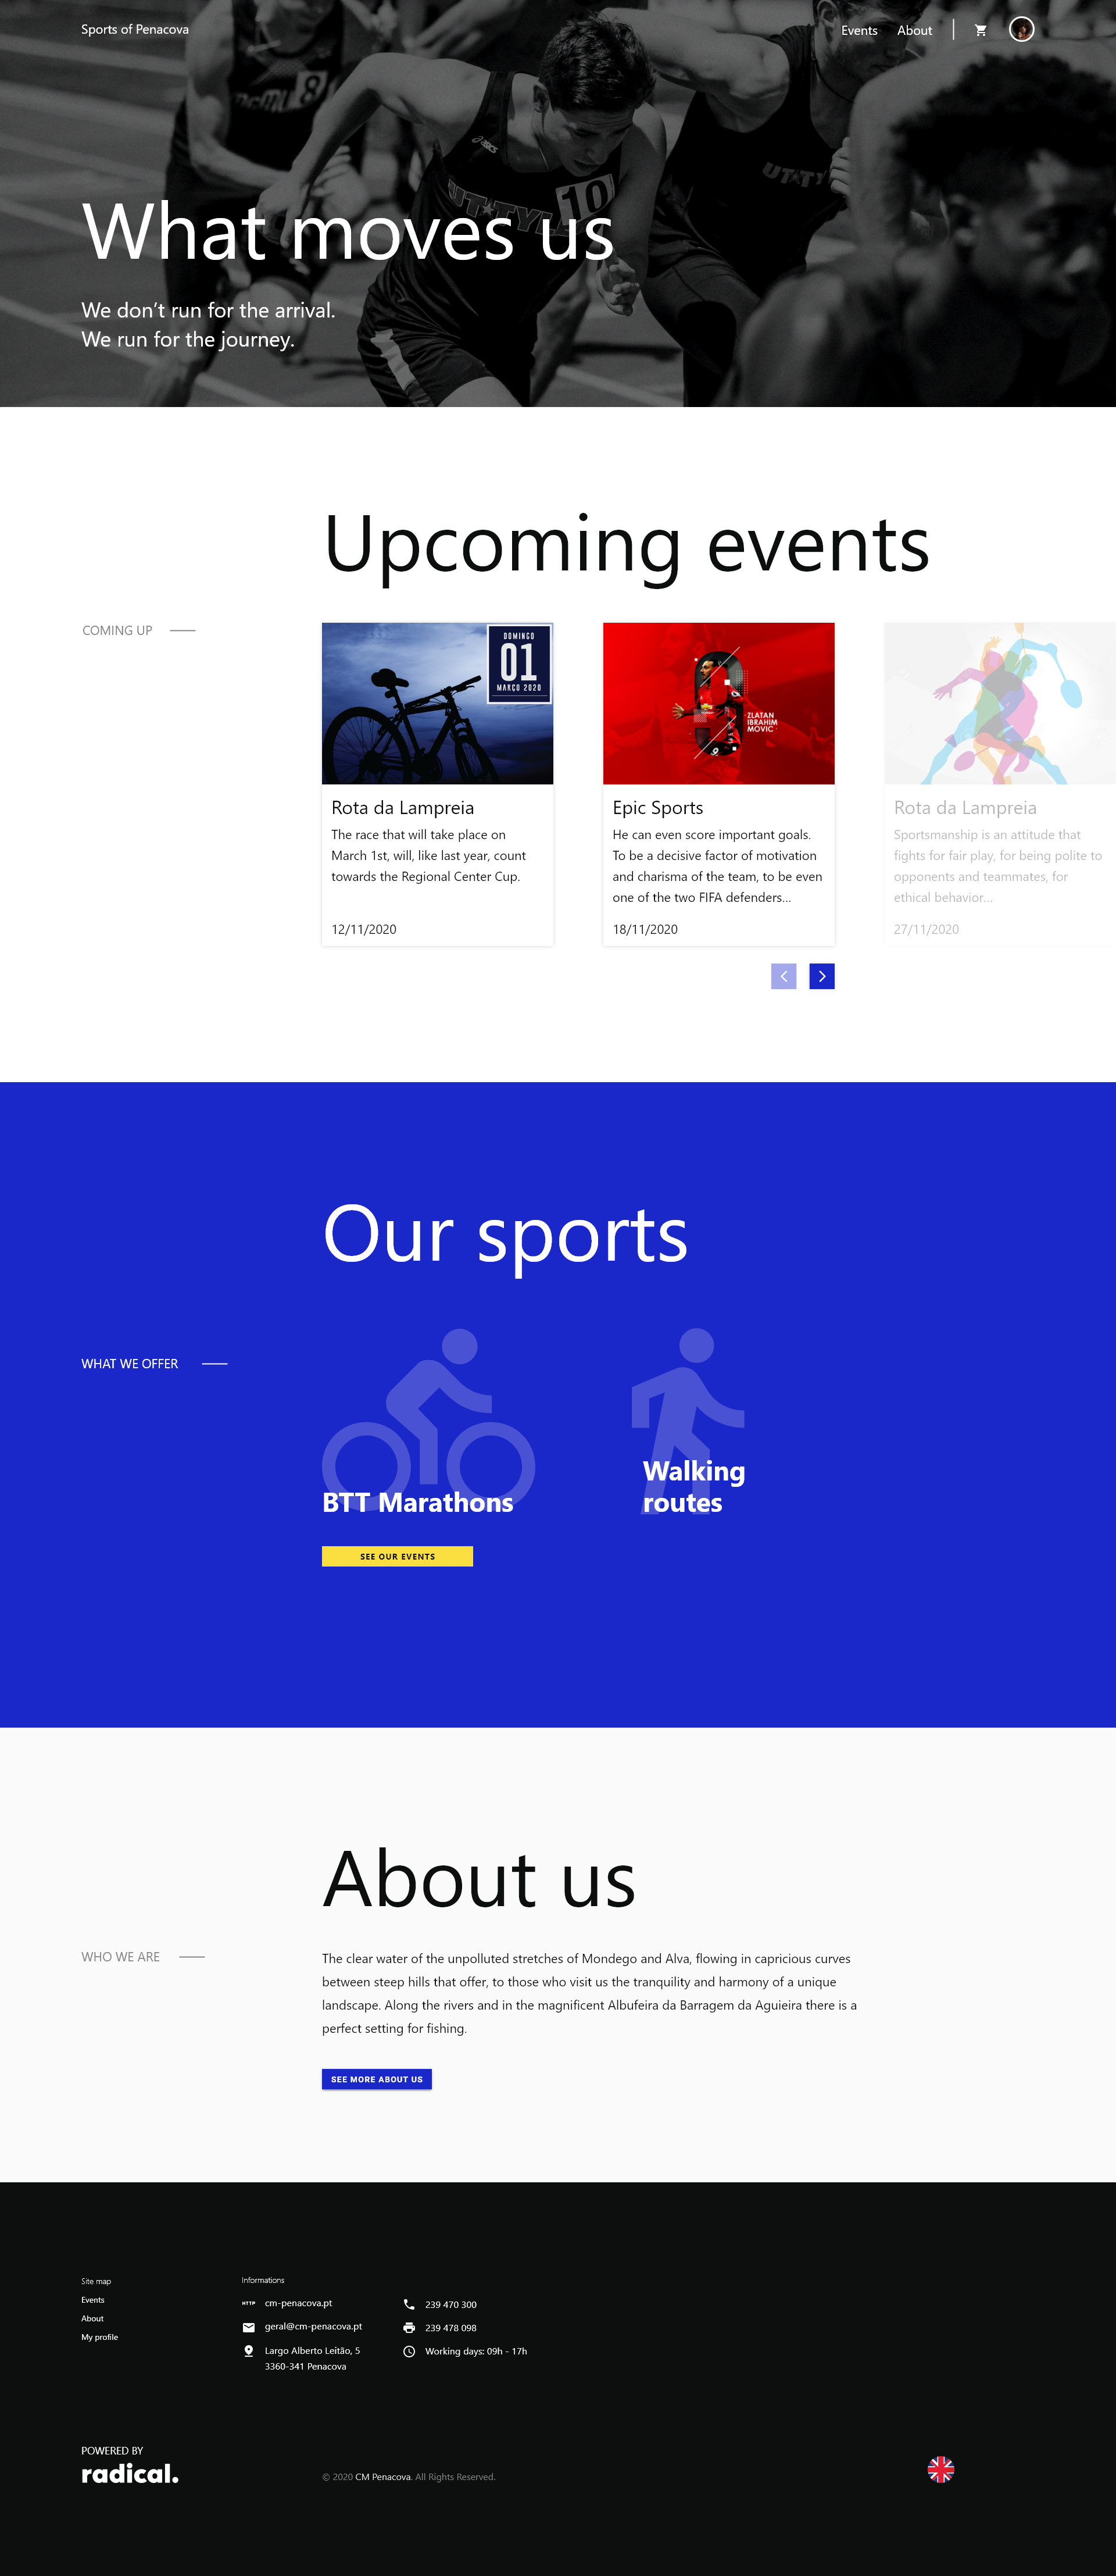 Sports of Penacova
Events
About
asics
10
What moves us
We don't run for the arrival.
We run for the journey.
Upcoming events
COMING UP
DOMINGO
01
MARÇO 2020
Rota da Lampreia
The race that will take place on
March 1st, will, like last year, count
towards the Regional Center Cup.
12/11/2020
ZLATAN
IBRAHIM
MOVIC
9
Epic Sports
He can even score important goals.
To be a decisive factor of motivation
and charisma of the team, to be even
one of the two FIFA defenders...
18/11/2020
Rota da Lampreia
Sportsmanship is an attitude that
fights for fair play, for being polite to
opponents and teammates, for
ethical behavior...
27/11/2020
Our sports
WHAT WE OFFER
BTT Marathons
Walking
routes
SEE OUR EVENTS
About us
WHO WE ARE
The clear water of the unpolluted stretches of Mondego and Alva, flowing in capricious curves
between steep hills that offer, to those who visit us the tranquility and harmony of a unique
landscape. Along the rivers and in the magnificent Albufeira da Barragem da Aguieira there is a
perfect setting for fishing.
SEE MORE ABOUT US
Site map
Events
About
My profile
Informations
HTTP cm-penacova.pt
geral@cm-penacova.pt
Largo Alberto Leitão, 5
3360-341 Penacova
239 470 300
239 478 098
Working days: 09h - 17h
POWERED BY
radical.
© 2020 CM Penacova. All Rights Reserved.